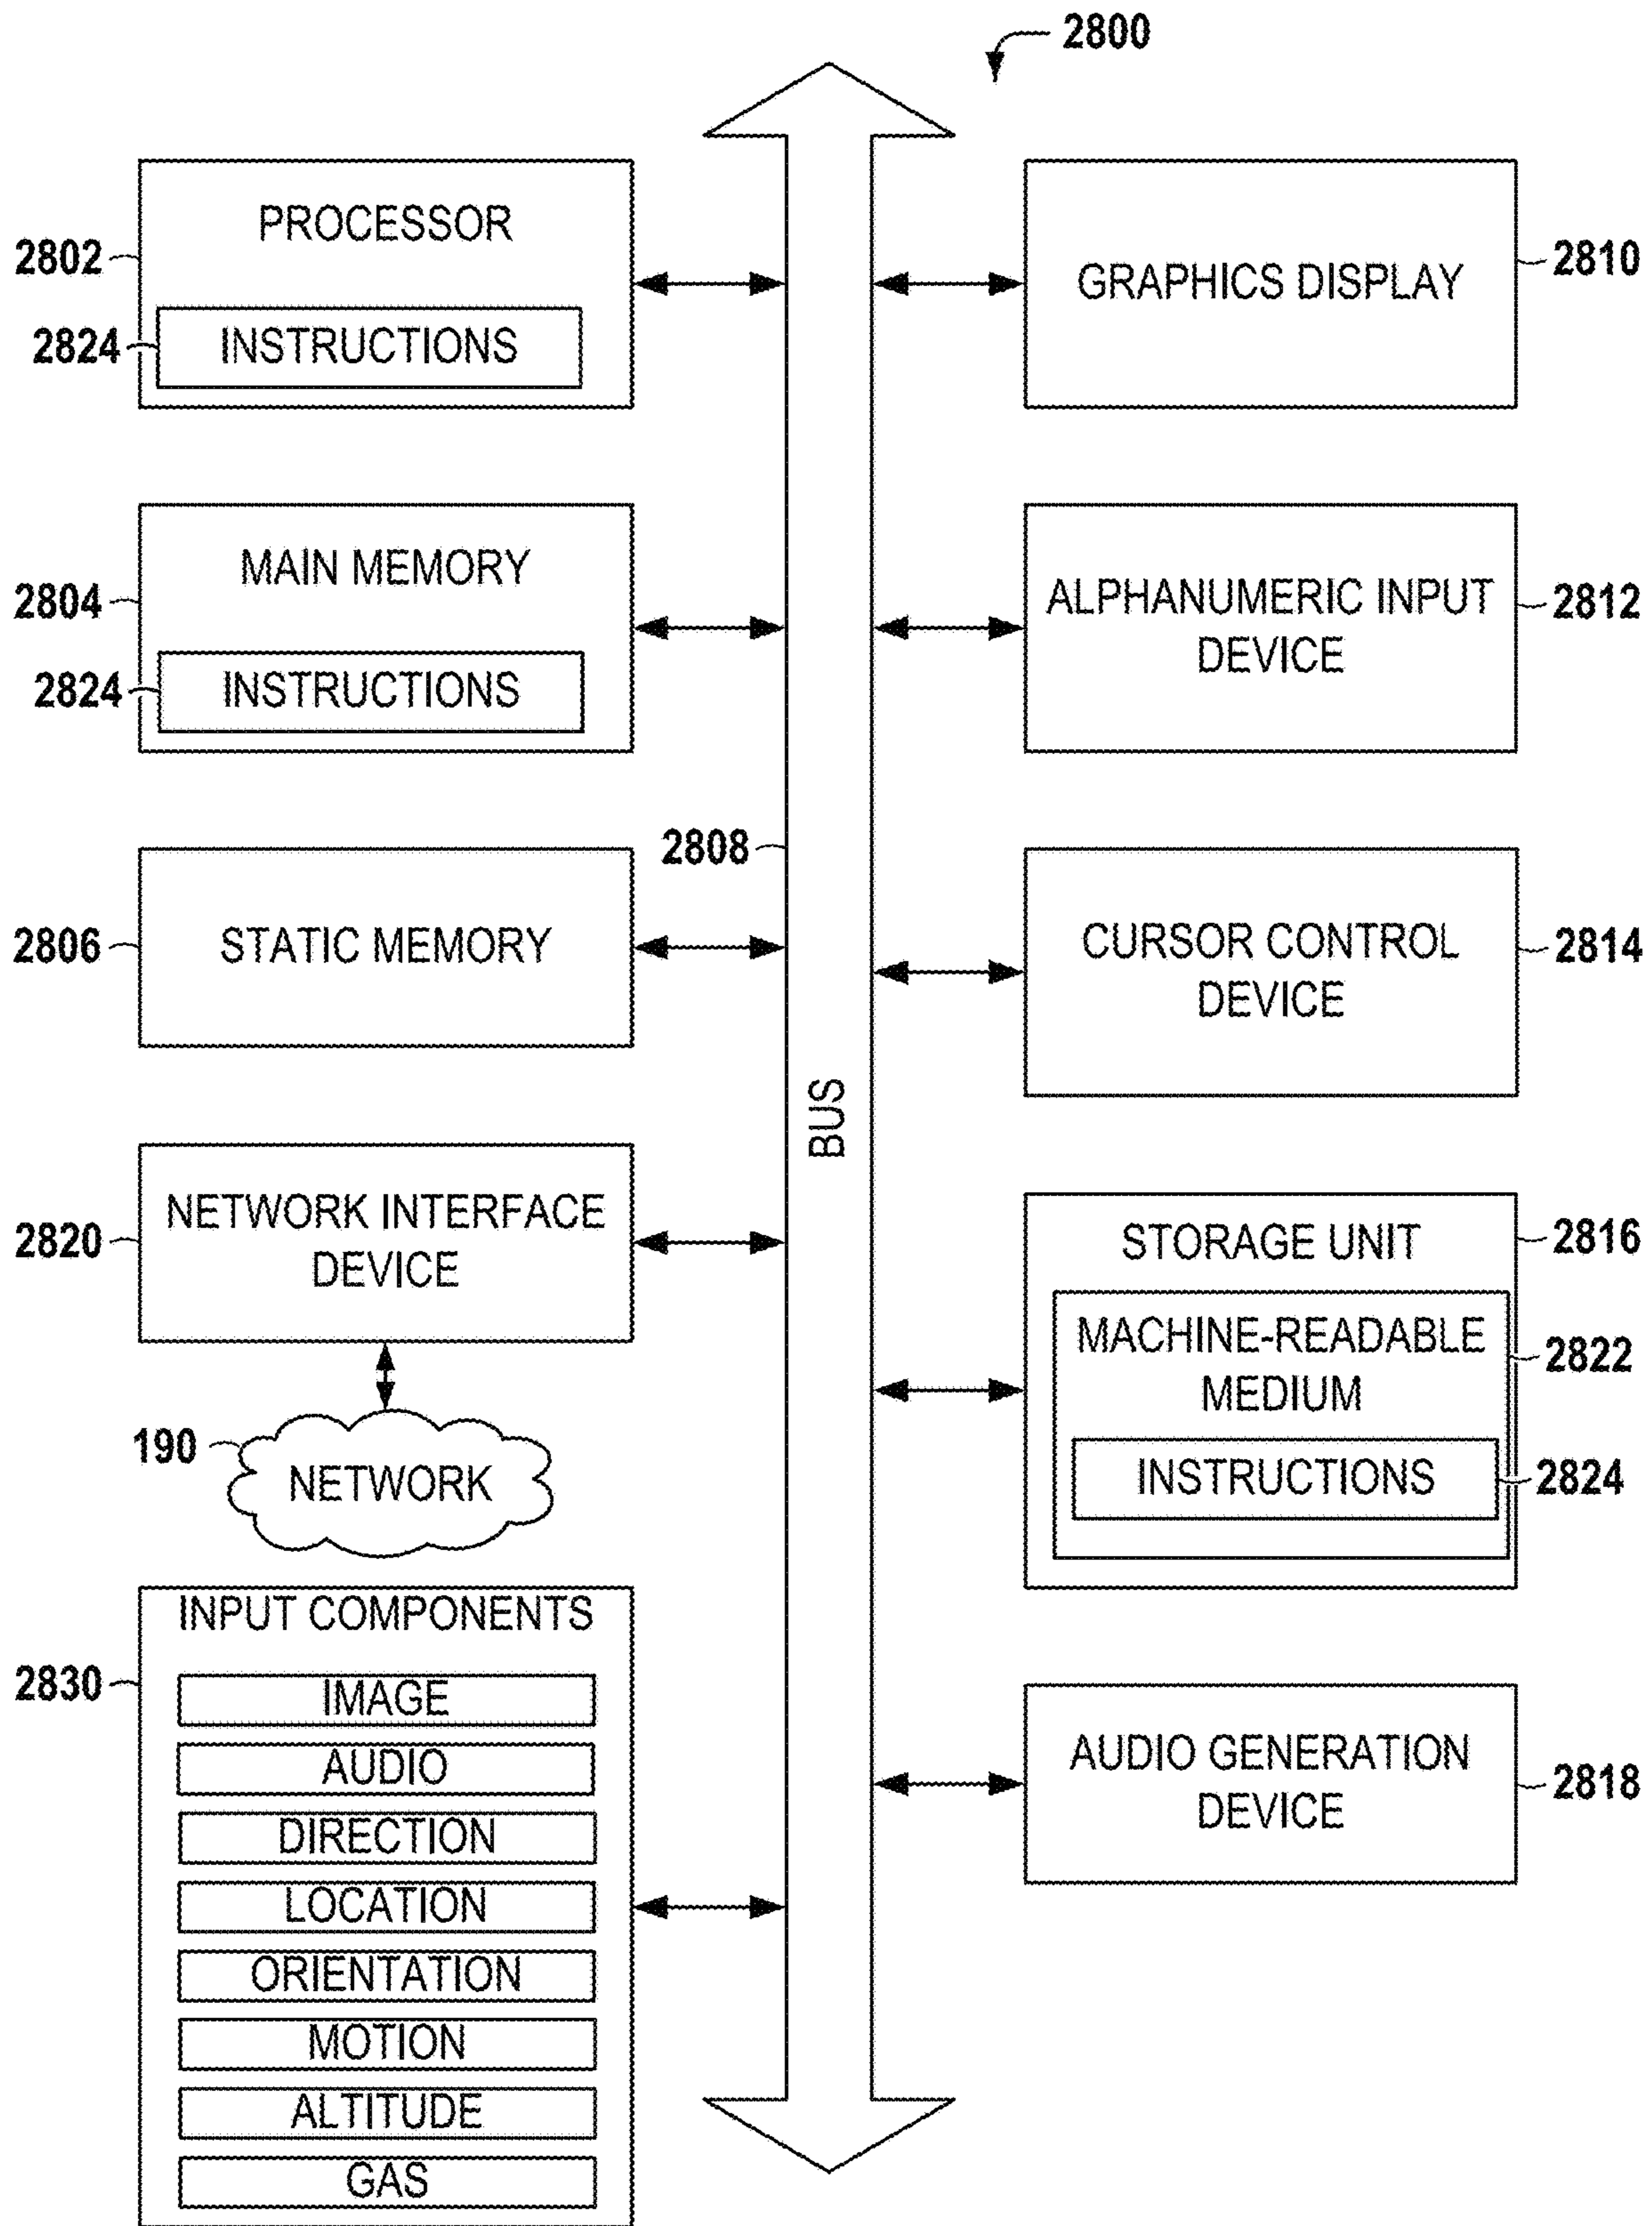 2800
PROCESSOR
2802
2824
INSTRUCTIONS
MAIN MEMORY
2804
2824
INSTRUCTIONS
2808
2806
STATIC MEMORY
BUS
2820
NETWORK INTERFACE
DEVICE
190
NETWORK
INPUT COMPONENTS
2830
IMAGE
AUDIO
DIRECTION
LOCATION
ORIENTATION
MOTION
ALTITUDE
GAS
GRAPHICS DISPLAY
2810
ALPHANUMERIC INPUT
DEVICE
2812
CURSOR CONTROL
DEVICE
2814
STORAGE UNIT
2816
MACHINE-READABLE
MEDIUM
2822
INSTRUCTIONS
2824
AUDIO GENERATION
DEVICE
2818